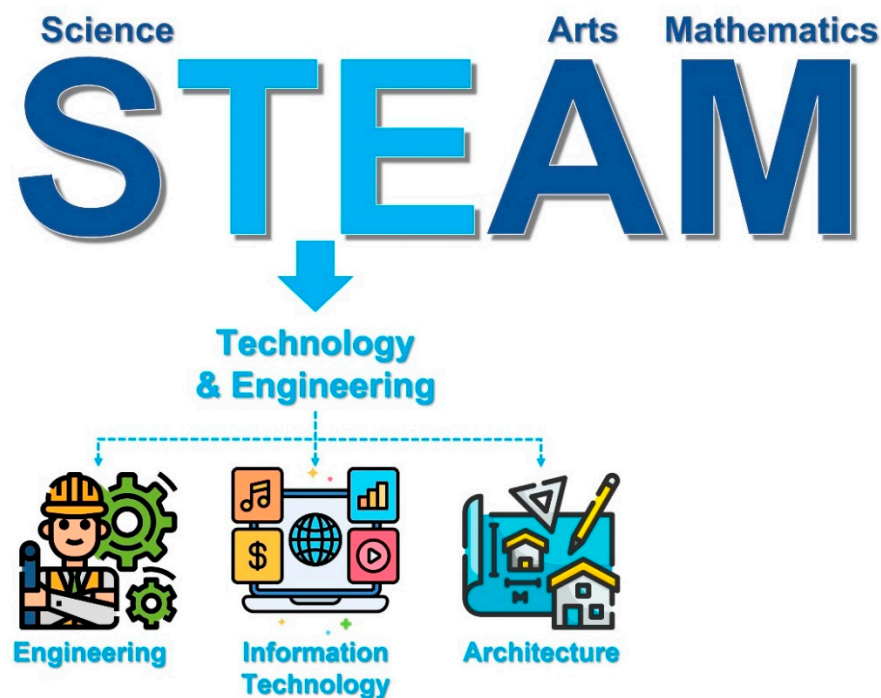 Science Arts Mathematics
STEAM
Technology
& Engineering
$
M
Engineering
Information
Technology
Architecture